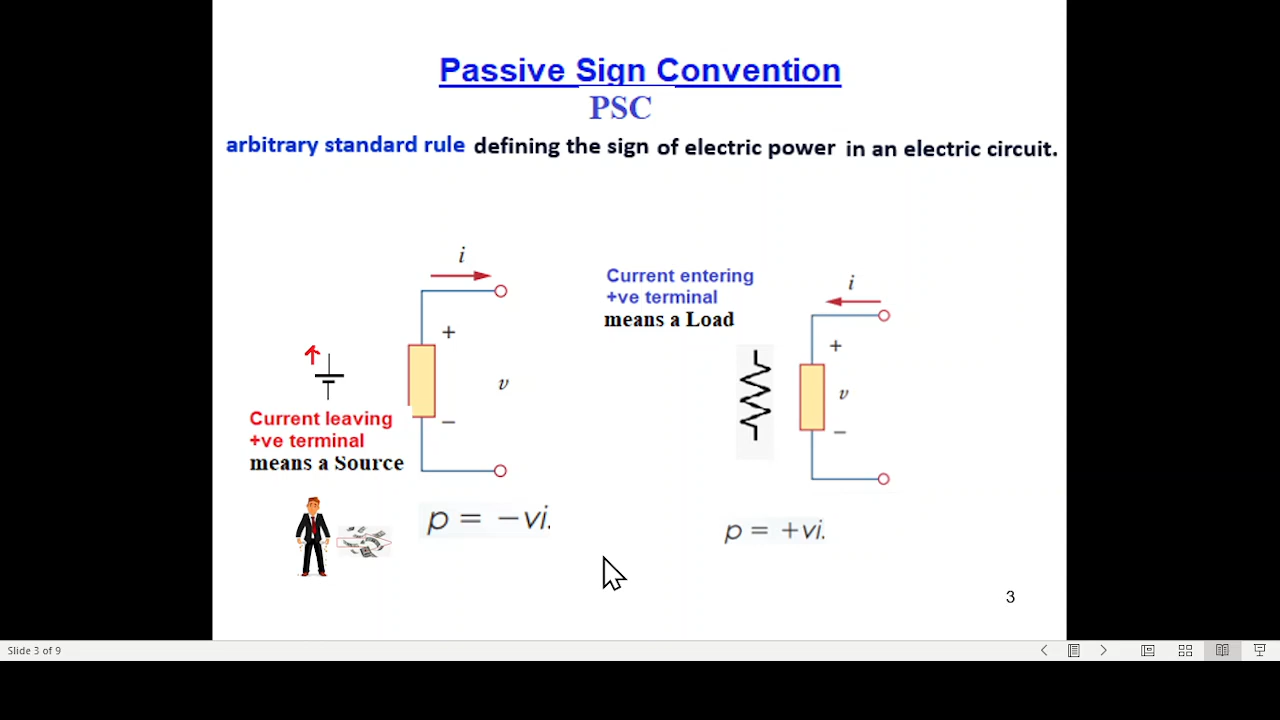 Passive Sign Convention
PSC
arbitrary standard rule defining the sign of electric power in an electric circuit.
i
+
v
−
Current leaving
+ve terminal
means a Source
p = −vi.
Current entering
+ve terminal
means a Load
i
+
v
−
p = +vi.
3
Slide 3 of 9